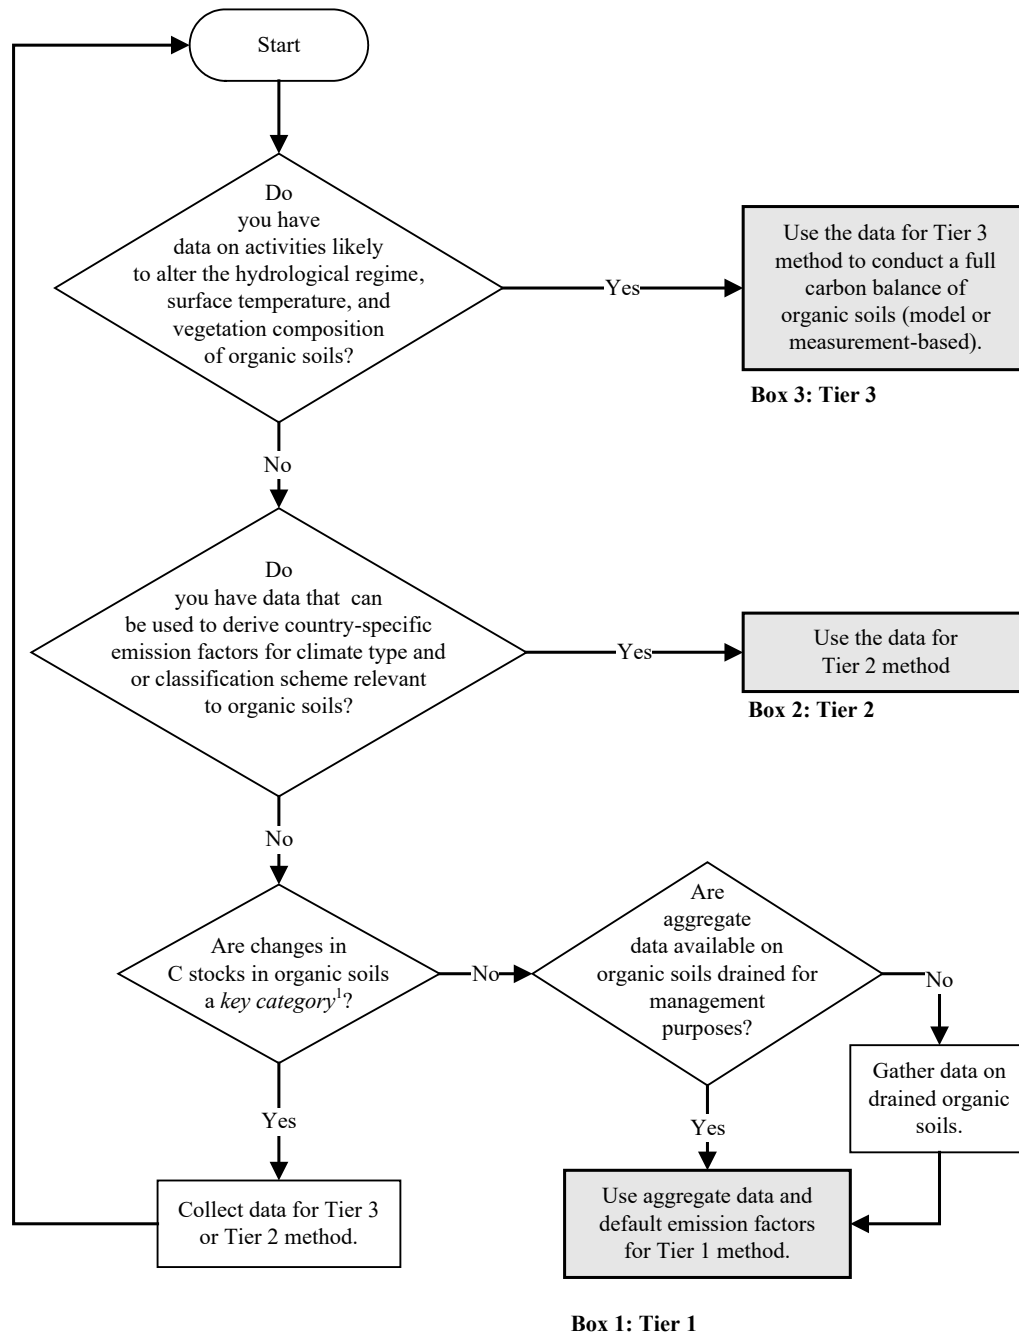 Start
Do
you have
data on activities likely
to alter the hydrological regime,
surface temperature, and
vegetation composition
of organic soils?
Yes
Use the data for Tier 3
method to conduct a full
carbon balance of
organic soils (model or
measurement-based).
Box 3: Tier 3
No
Do
you have data that can
be used to derive country-specific
emission factors for climate type and
or classification scheme relevant
to organic soils?
Yes
Use the data for
Tier 2 method
Box 2: Tier 2
No
Are changes in
C stocks in organic soils
a key category¹?
No
Are
aggregate
data available on
organic soils drained for
management
purposes?
No
Gather data on
drained organic
soils.
Yes
Yes
Collect data for Tier 3
or Tier 2 method.
Use aggregate data and
default emission factors
for Tier 1 method.
Box 1: Tier 1